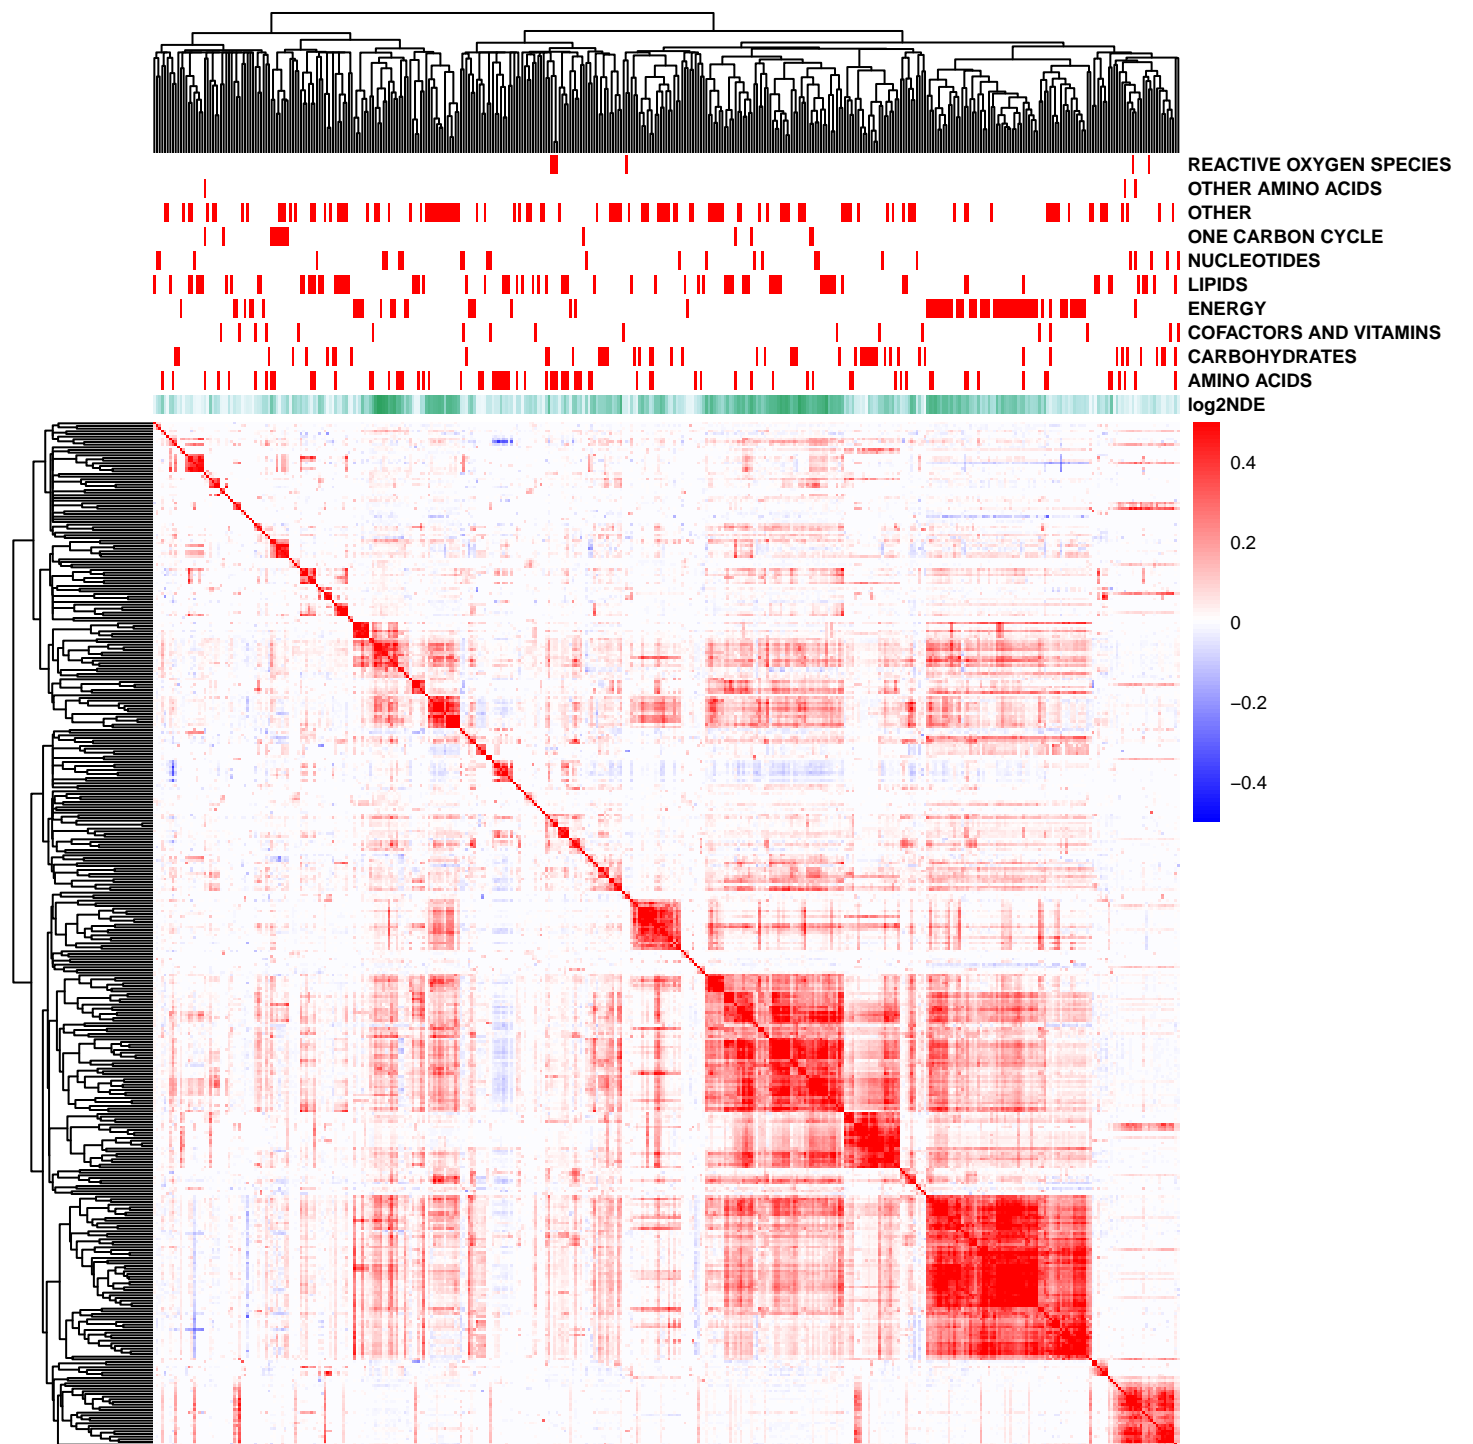 REACTIVE OXYGEN SPECIES
OTHER AMINO ACIDS
OTHER
ONE CARBON CYCLE
NUCLEOTIDES
LIPIDS
ENERGY
COFACTORS AND VITAMINS
CARBOHYDRATES
AMINO ACIDS
log2NDE
0.4
0.2
0
−0.2
−0.4